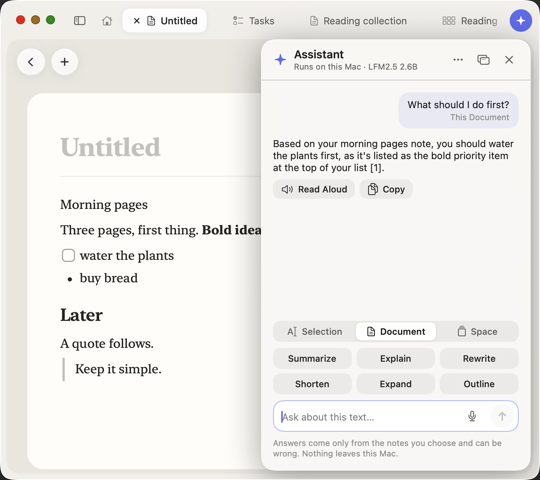 Untitled
Tasks
Reading collection
Reading
Untitled
Morning pages
Three pages, first thing. Bold idea
water the plants
• buy bread
Later
A quote follows.
Keep it simple.
Assistant
Runs on this Mac · LFM2.5 2.6B
What should I do first?
This Document
Based on your morning pages note, you should water
the plants first, as it's listed as the bold priority item
at the top of your list [1].
Read Aloud
Copy
Selection
Document
Space
Summarize
Explain
Rewrite
Shorten
Expand
Outline
Ask about this text...
Answers come only from the notes you choose and can be
wrong. Nothing leaves this Mac.